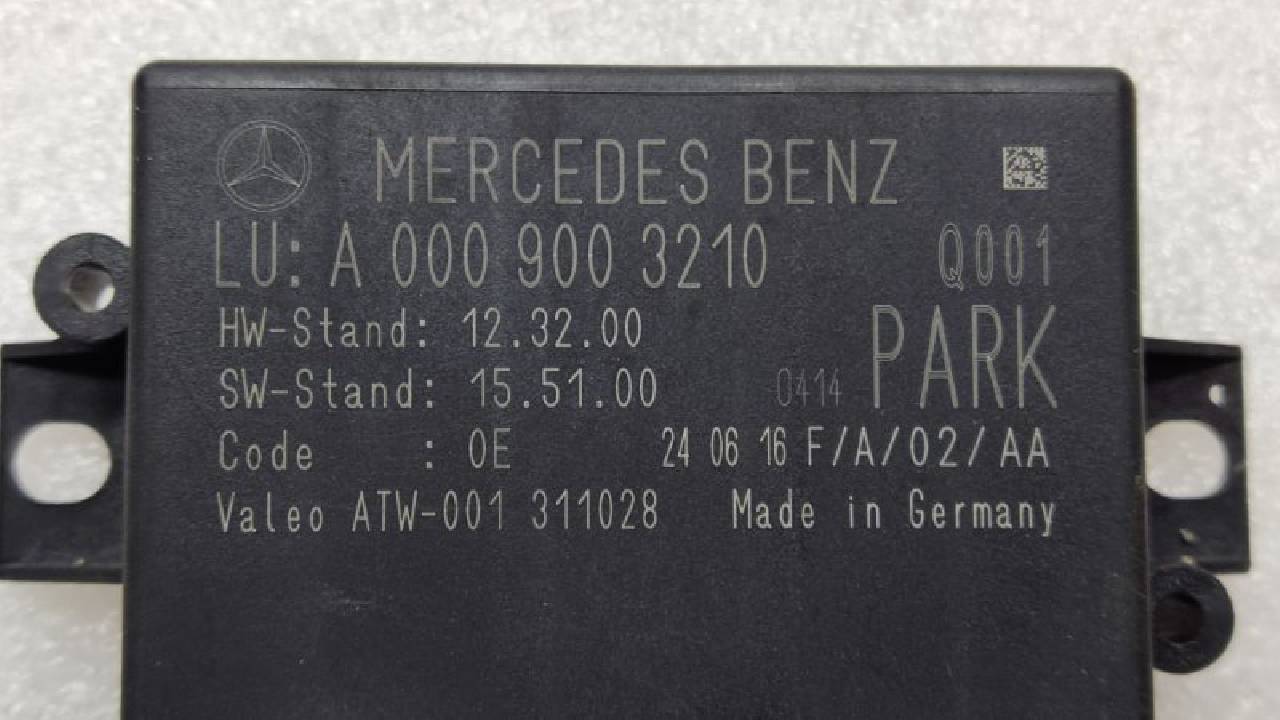 MERCEDES BENZ
LU: A 000 900 3210 Q001
HW-Stand: 12.32.00
PARK
SW-Stand: 15.51.00 0414
Code : 0E 24 06 16 F/A/02/AA
Valeo ATW-001 311028 Made in Germany